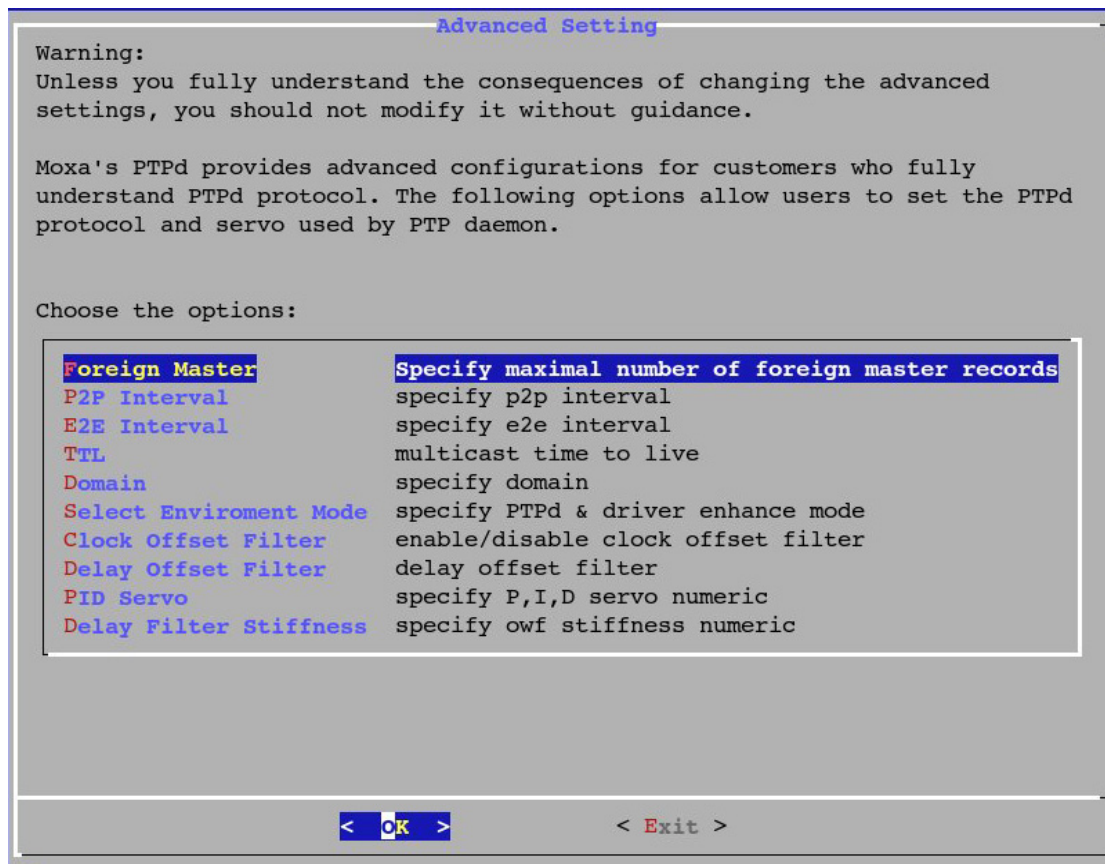 Advanced Setting
Warning:
Unless you fully understand the consequences of changing the advanced
settings, you should not modify it without guidance.
Moxa's PTPd provides advanced configurations for customers who fully
understand PTPd protocol. The following options allow users to set the PTPd
protocol and servo used by PTP daemon.
Choose the options:
Foreign Master Specify maximal number of foreign master records
P2P Interval specify p2p interval
E2E Interval specify e2e interval
TTL multicast time to live
Domain specify domain
Select Enviroment Mode specify PTPd & driver enhance mode
Clock Offset Filter enable/disable clock offset filter
Delay Offset Filter delay offset filter
PID Servo specify P,I,D servo numeric
Delay Filter Stiffness specify owf stiffness numeric
< OK > < Exit >